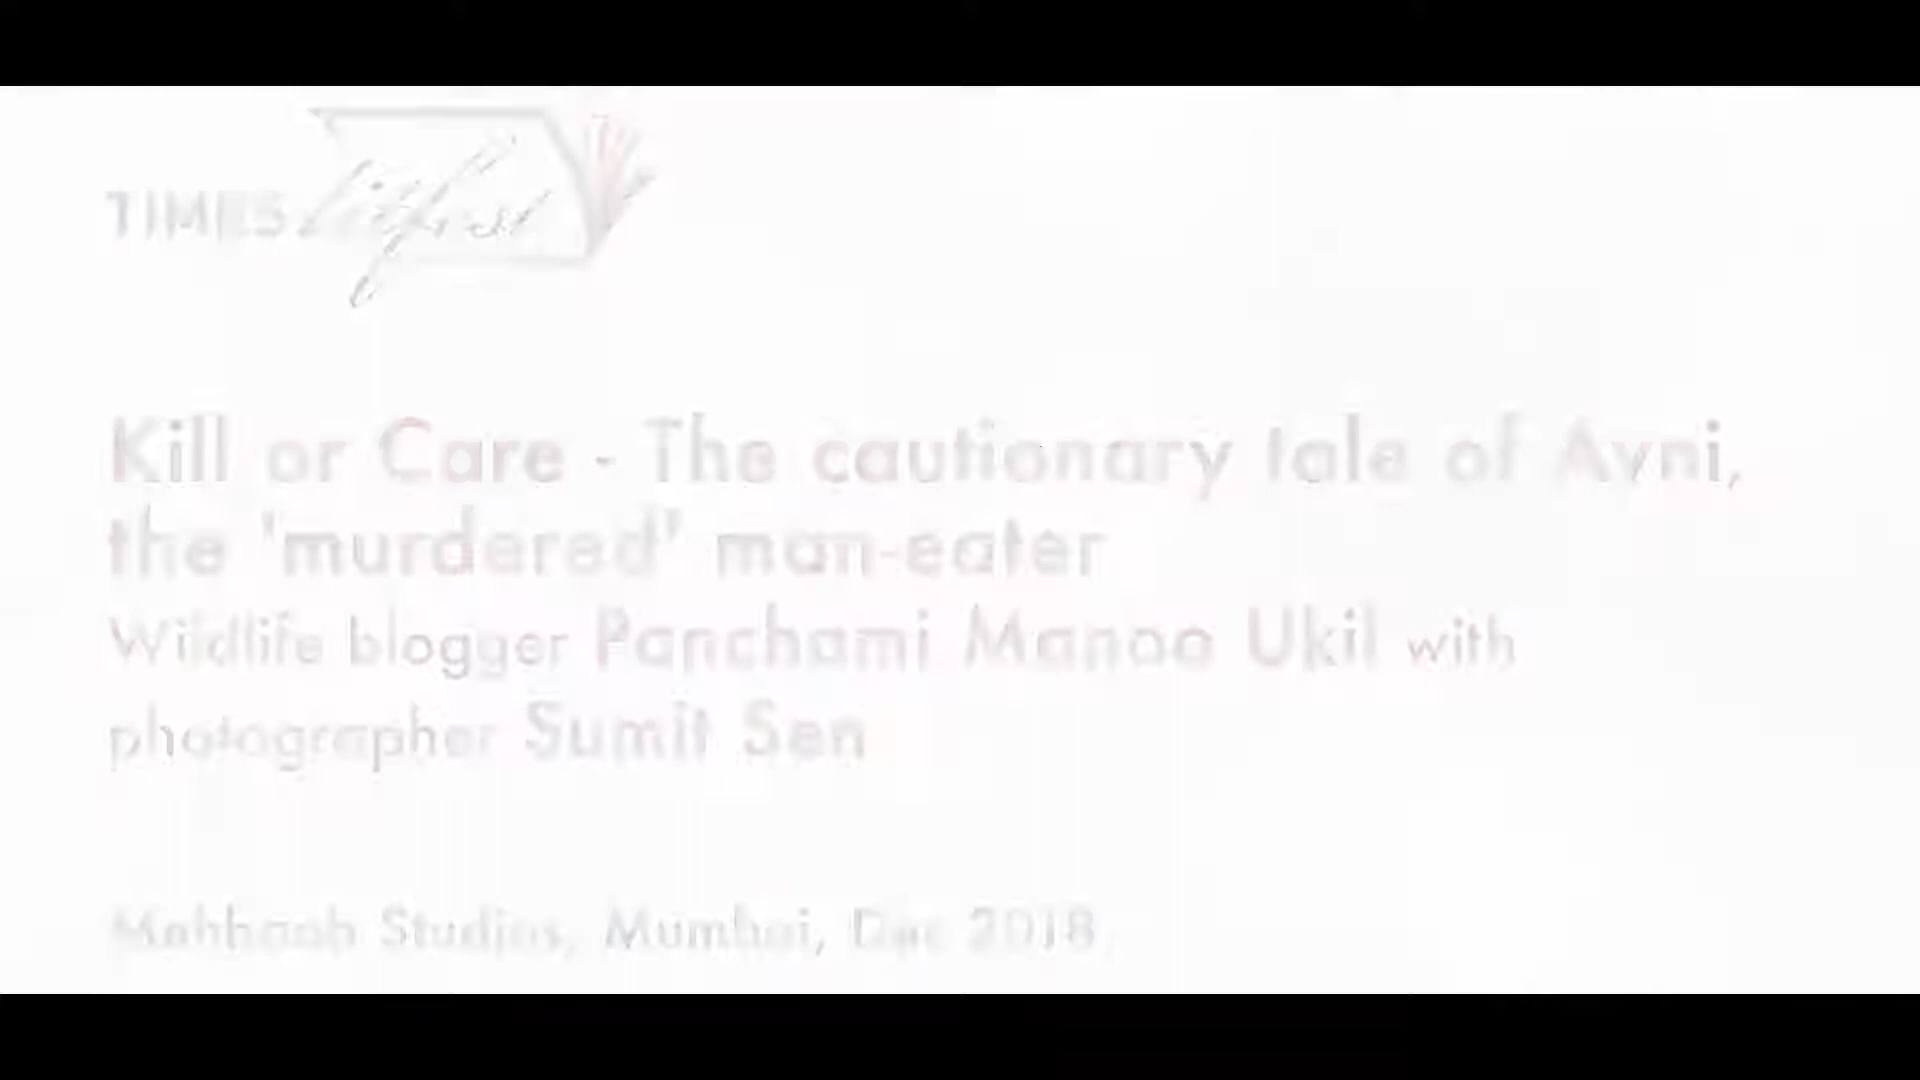 TIMES Litfest
Kill or Care - The cautionary tale of Avni,
the 'murdered' man-eater
Wildlife blogger Panchami Manoo Ukil with
photographer Sumit Sen
Mehboob Studios, Mumbai, Dec 2018